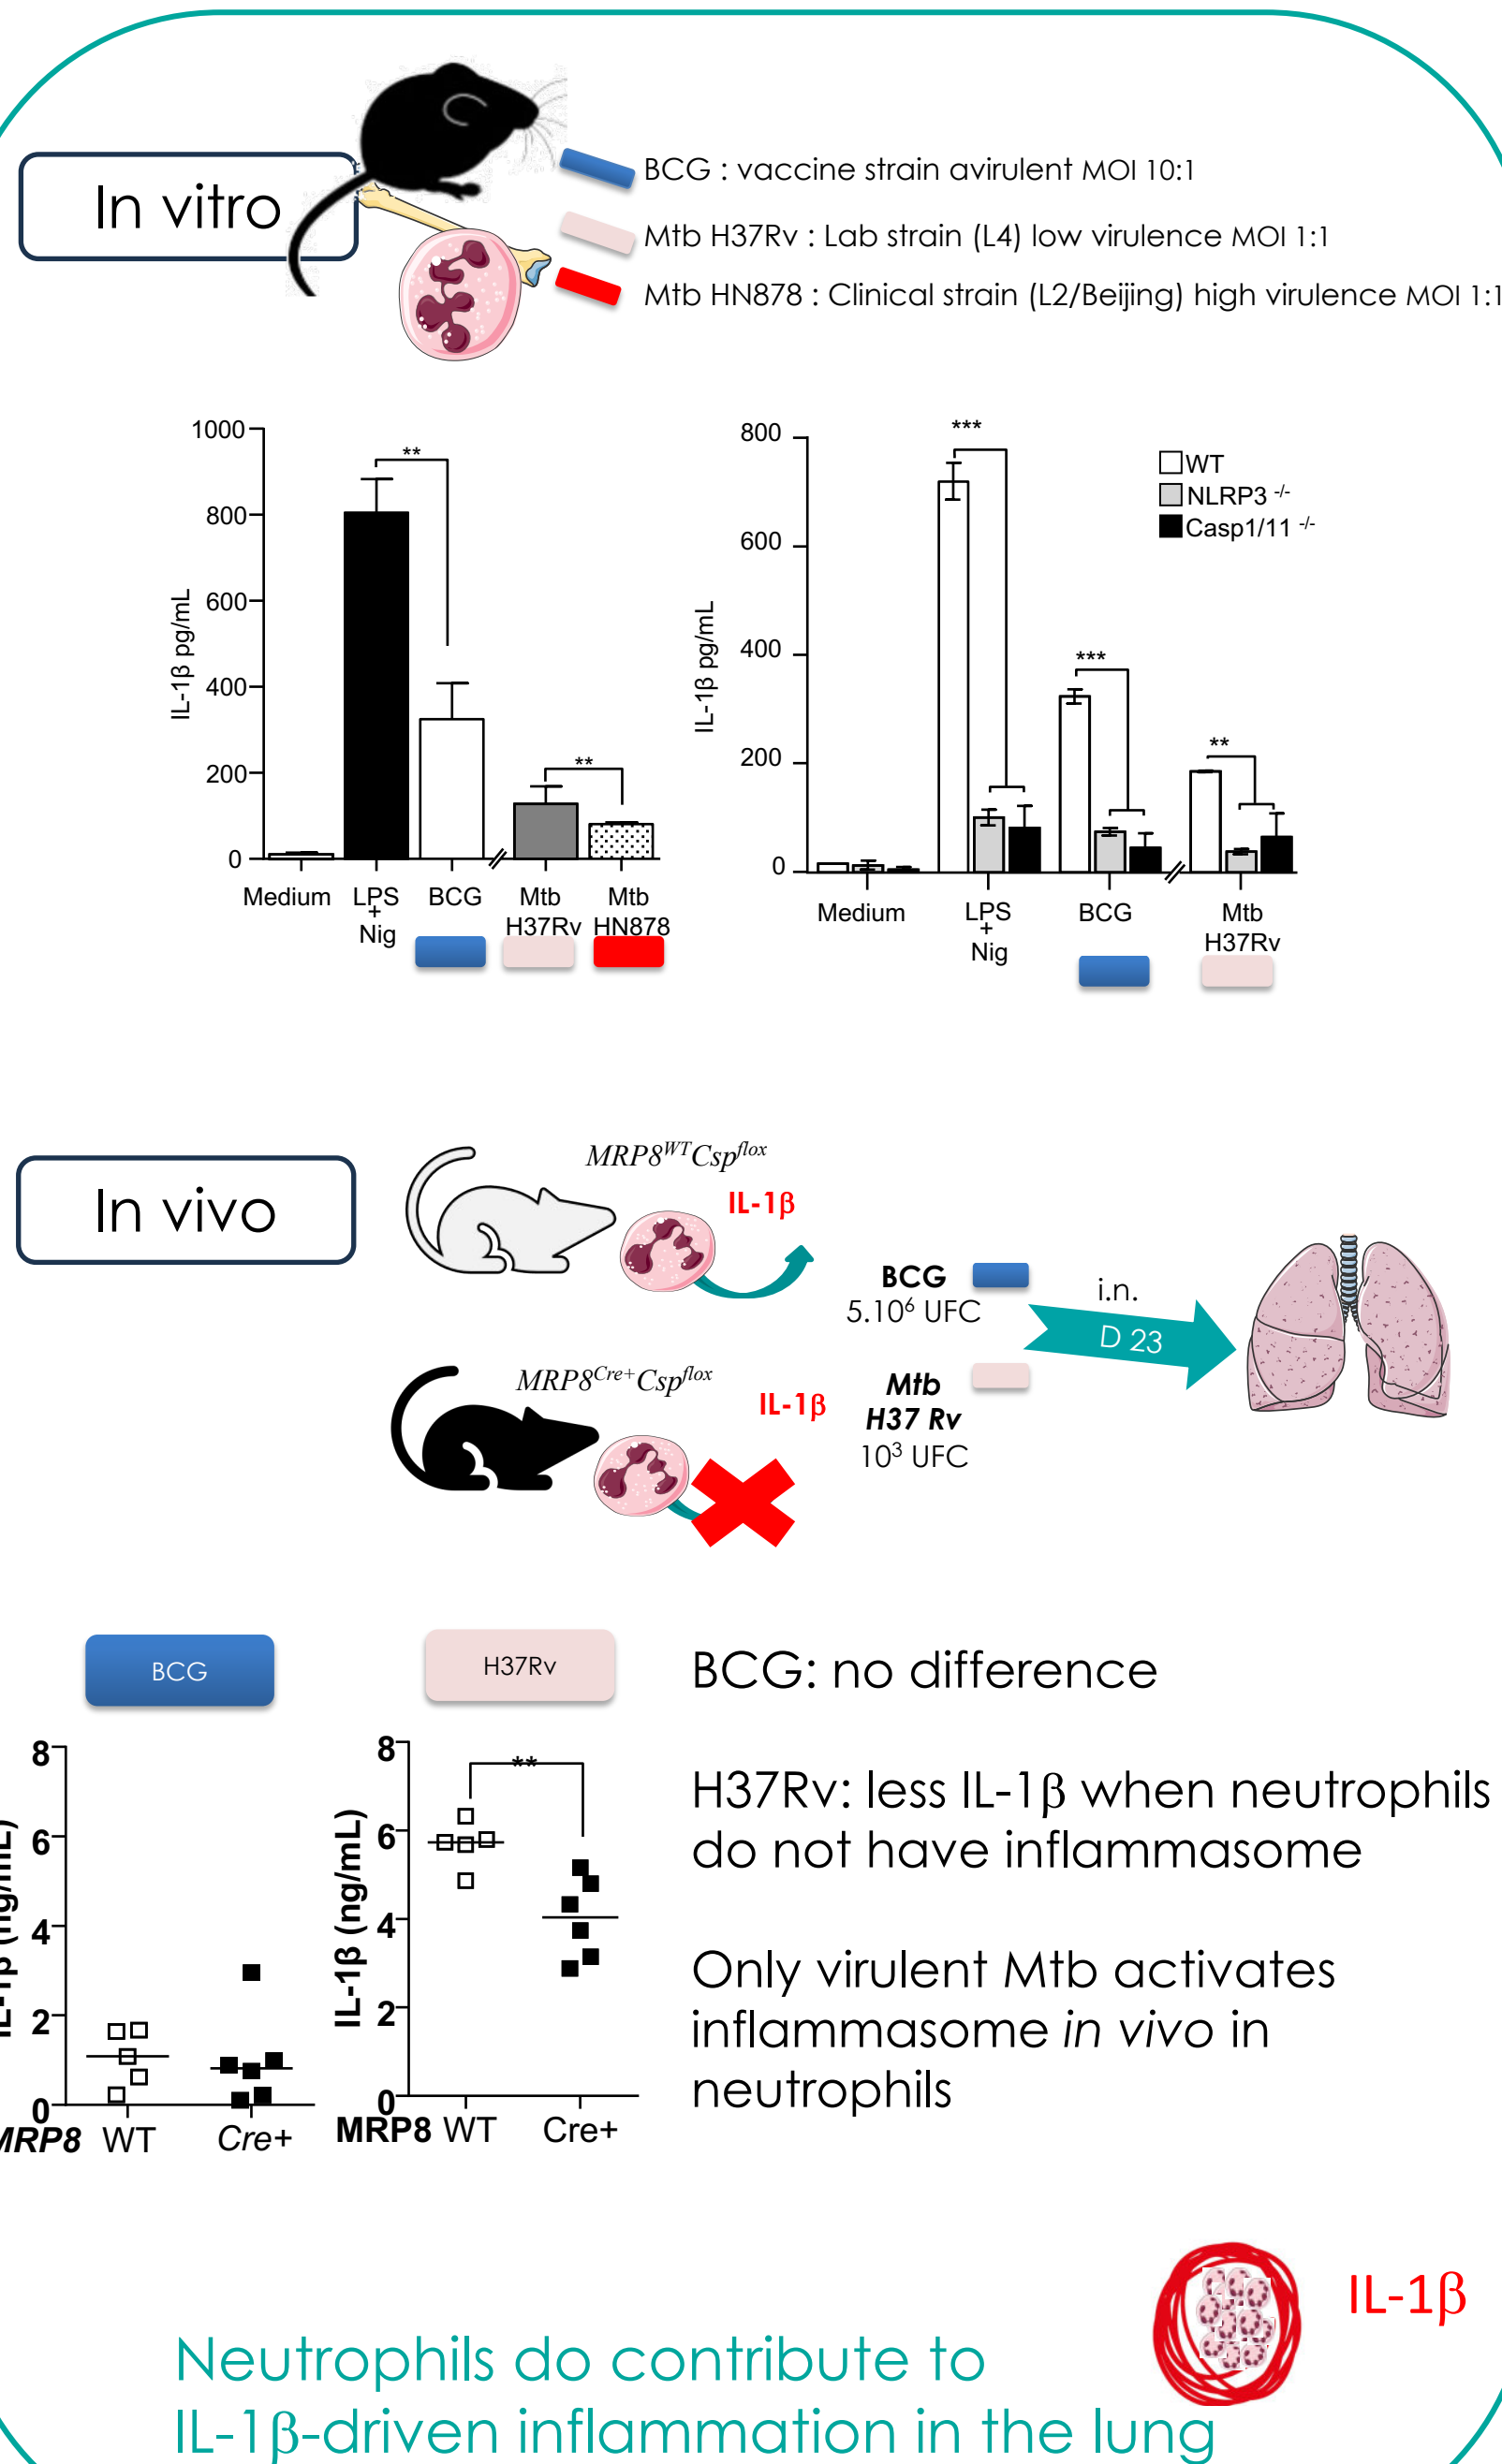 In vitro
BCG : vaccine strain avirulent MOI 10:1
Mtb H37Rv : Lab strain (L4) low virulence MOI 1:1
Mtb HN878 : Clinical strain (L2/Beijing) high virulence MOI 1:1
1000
800
600
400
200
0
IL-1β pg/mL
**
**
Medium
LPS
+
Nig
BCG
Mtb
H37Rv
Mtb
HN878
800
600
400
200
0
IL-1β pg/mL
***
***
**
WT
NLRP3 -/-
Casp1/11 -/-
Medium
LPS
+
Nig
BCG
Mtb
H37Rv
In vivo
MRP8WTCspflox
IL-1β
MRP8Cre+Cspflox
IL-1β
BCG
5.10⁶ UFC
Mtb
H37 Rv
10³ UFC
i.n.
D 23
BCG
8
6
4
2
0
IL-1β (ng/mL)
MRP8 WT Cre+
H37Rv
8
6
4
2
0
IL-1β (ng/mL)
**
MRP8 WT Cre+
BCG: no difference
H37Rv: less IL-1β when neutrophils
do not have inflammasome
Only virulent Mtb activates
inflammasome in vivo in
neutrophils
IL-1β
Neutrophils do contribute to
IL-1β-driven inflammation in the lung